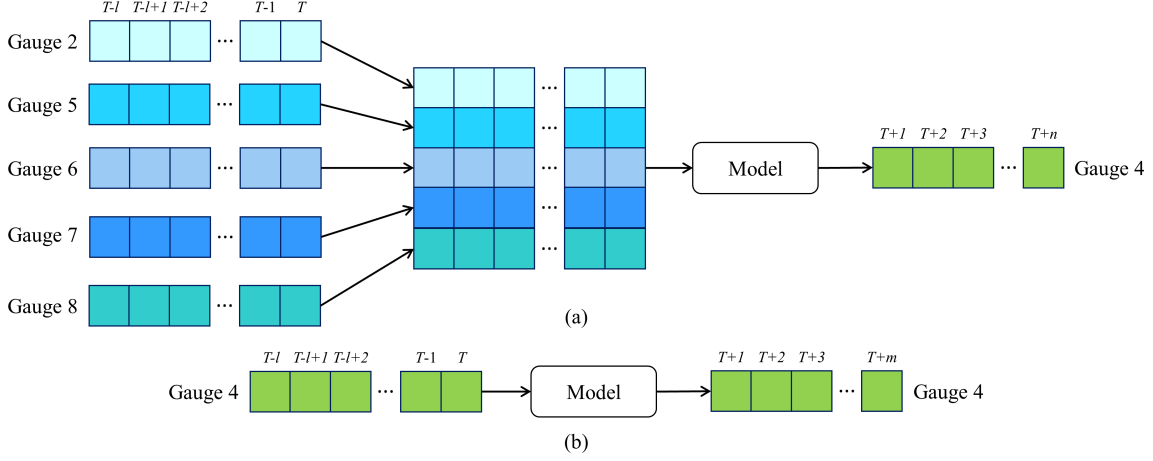 T-l T-l+1 T-l+2 T-1 T
Gauge 2 ...
Gauge 5 ...
Gauge 6 ...
Gauge 7 ...
Gauge 8 ...
...
...
...
...
...
Model
T+1 T+2 T+3 T+n
... Gauge 4
(a)
T-l T-l+1 T-l+2 T-1 T
Gauge 4 ...
Model
T+1 T+2 T+3 T+m
... Gauge 4
(b)